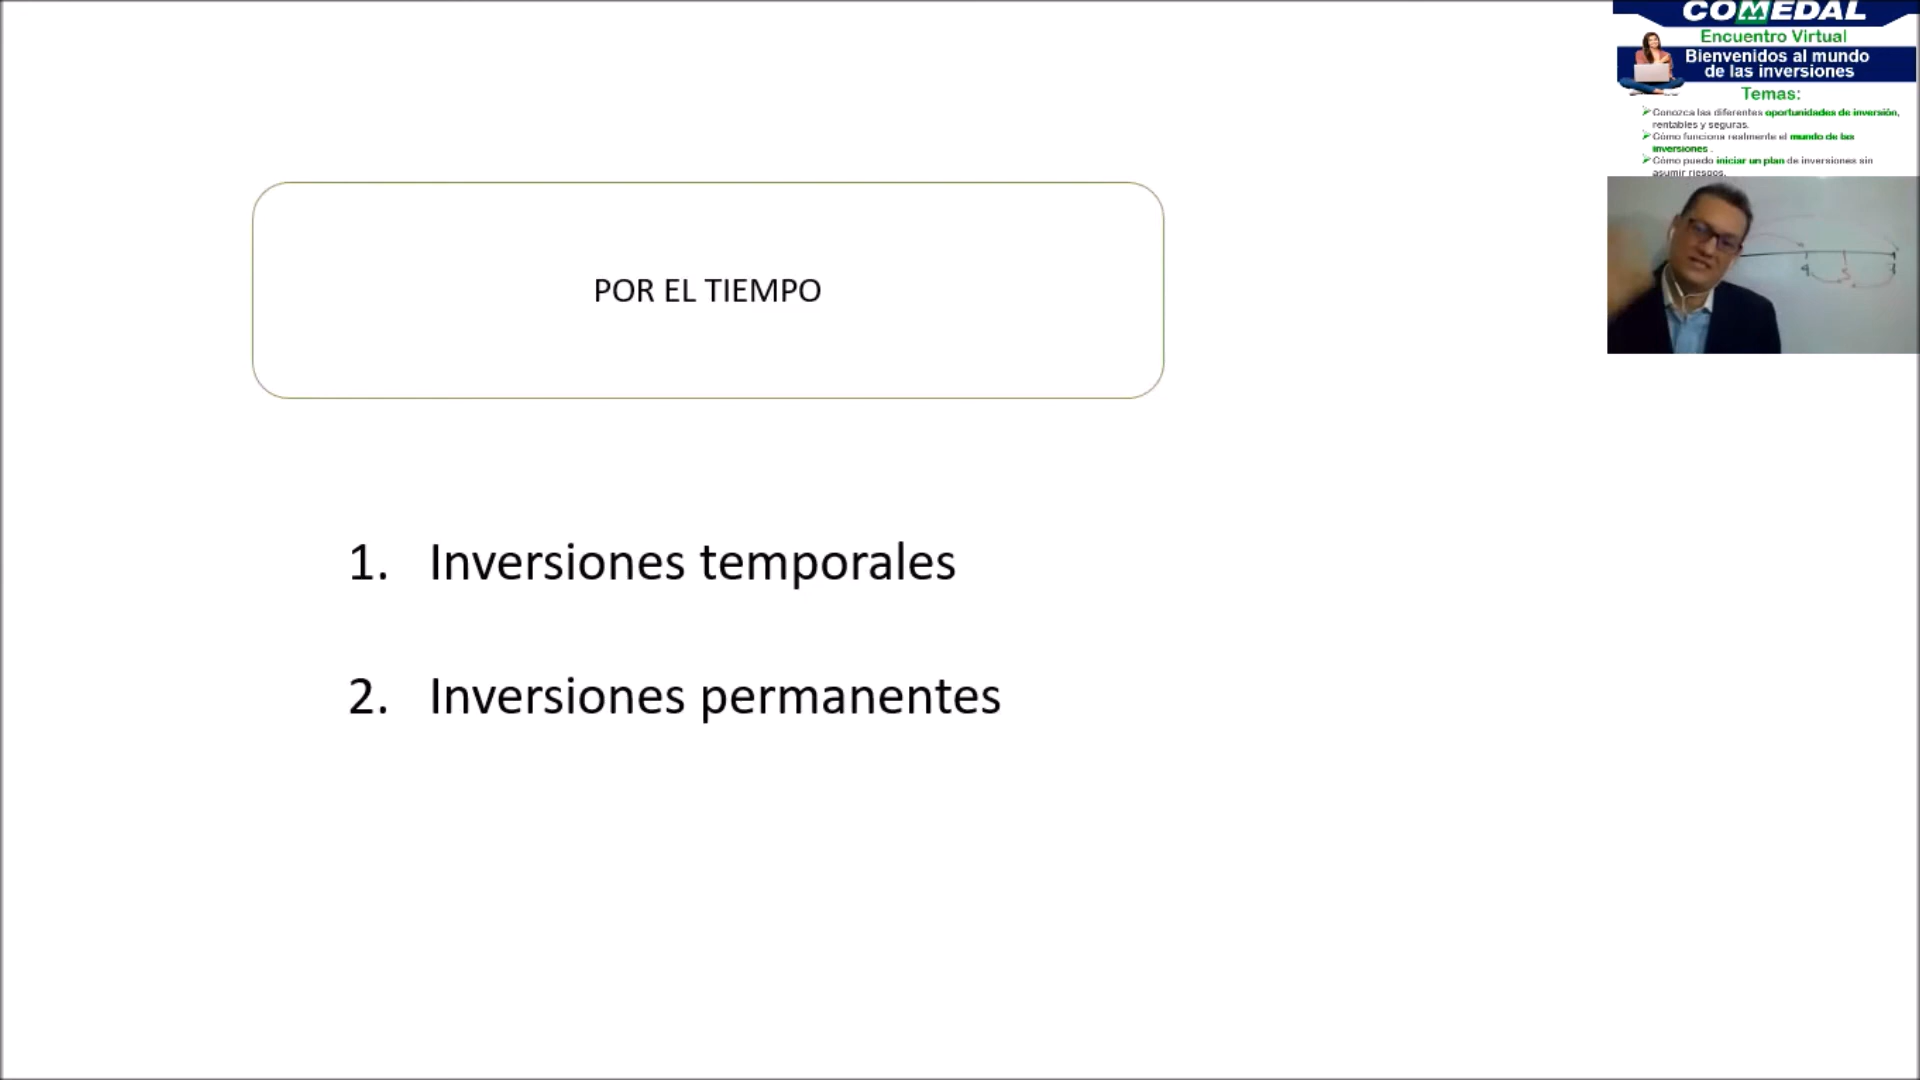 COMEDAL
Encuentro Virtual
Bienvenidos al mundo
de las inversiones
Temas:
Conozca las diferentes oportunidades de inversión,
rentables y seguras.
Cómo funciona realmente el mundo de las
inversiones .
Cómo puedo iniciar un plan de inversiones sin
asumir riesgos.
POR EL TIEMPO
4 5
1. Inversiones temporales
2. Inversiones permanentes